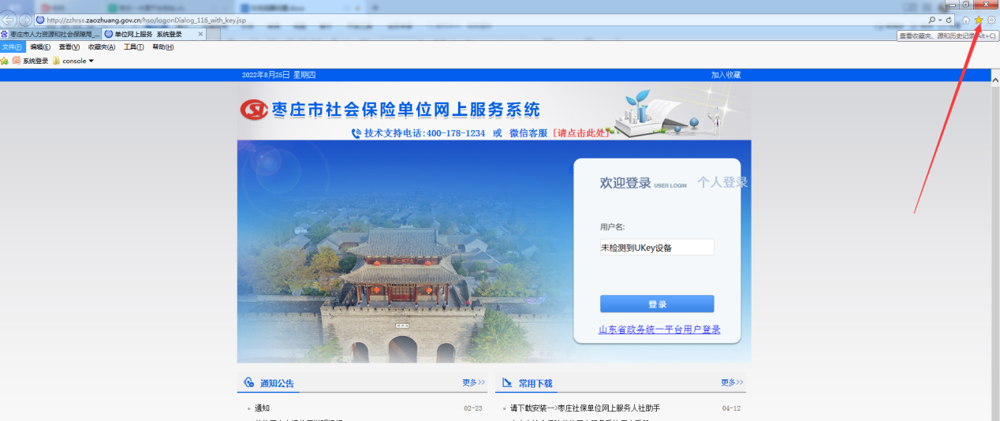 http://zzhrss.zaozhuang.gov.cn/hso/logonDialog_116_with_key.jsp
枣庄市人力资源和社会保障局_... 单位网上服务 系统登录
查看收藏夹、源和历史记录(Alt+C)
文件(F) 编辑(E) 查看(V) 收藏夹(A) 工具(T) 帮助(H)
系统登录 console
2022年8月25日 星期四 加入收藏
枣庄市社会保险单位网上服务系统
技术支持电话:400-178-1234 或 微信客服 [请点击此处]
欢迎登录 USER LOGIN 个人登录
用户名:
未检测到UKey设备
登 录
山东省政务统一平台用户登录
通知公告 更多>> 常用下载 更多>>
通知 02-23
请下载安装-->枣庄社保单位网上服务人社助手 04-12